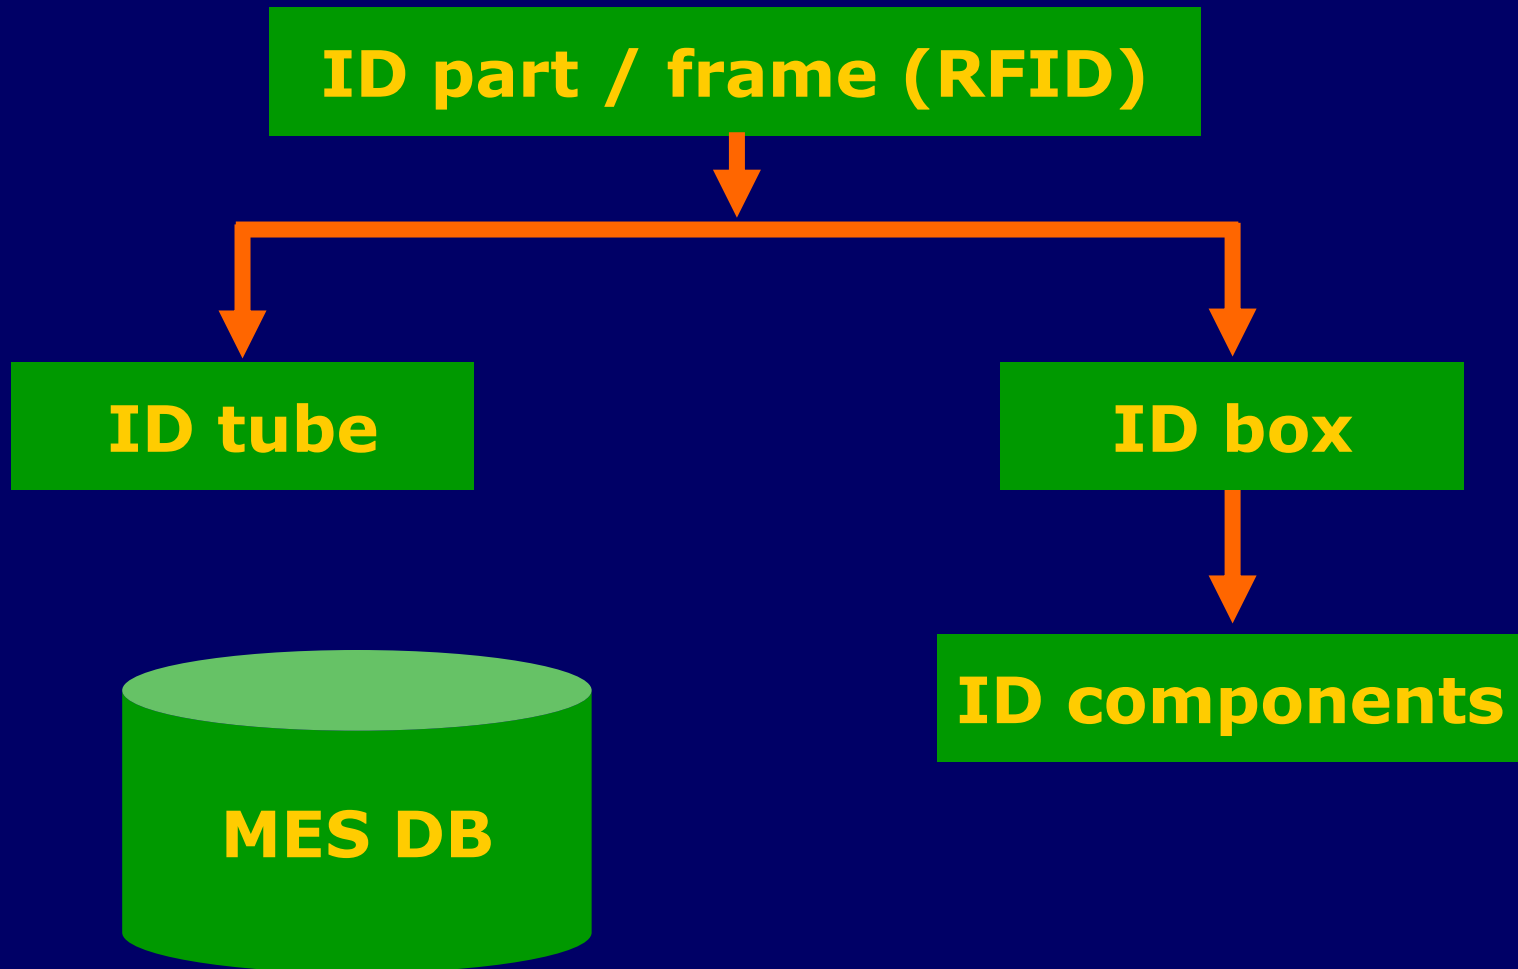 ID part / frame (RFID)
ID tube
ID box
ID components
MES DB